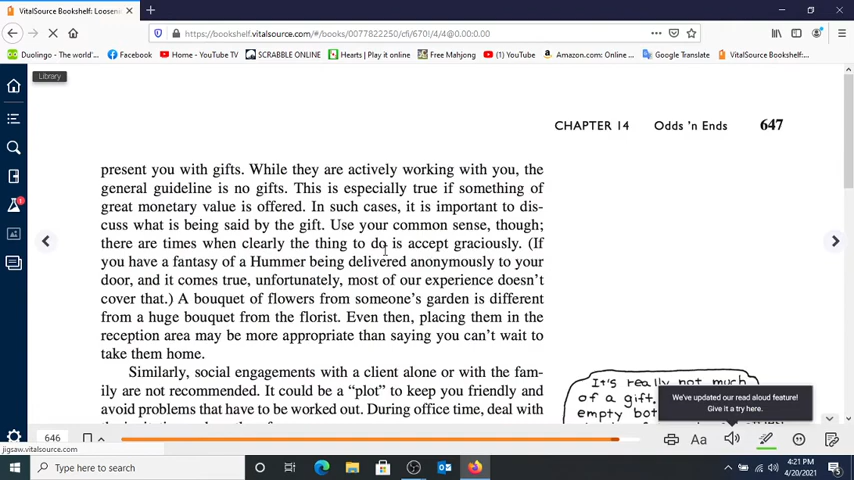 VitalSource Bookshelf: Loosenin
https://bookshelf.vitalsource.com/#/books/0077822250/cfi/670!/4/4@0.00:0.00
Duolingo - The world'...
Home - YouTube TV
SCRABBLE ONLINE
Hearts | Play it online
Free Mahjong
(1) YouTube
Amazon.com: Online ...
Google Translate
VitalSource Bookshelf:...
Library
CHAPTER 14 Odds 'n Ends 647
present you with gifts. While they are actively working with you, the
general guideline is no gifts. This is especially true if something of
great monetary value is offered. In such cases, it is important to dis-
cuss what is being said by the gift. Use your common sense, though;
there are times when clearly the thing to do is accept graciously. (If
you have a fantasy of a Hummer being delivered anonymously to your
door, and it comes true, unfortunately, most of our experience doesn't
cover that.) A bouquet of flowers from someone's garden is different
from a huge bouquet from the florist. Even then, placing them in the
reception area may be more appropriate than saying you can't wait to
take them home.
Similarly, social engagements with a client alone or with the fam-
ily are not recommended. It could be a "plot" to keep you friendly and
avoid problems that have to be worked out. During office time, deal with
It's really not much
of a gift.
empty bot
We've updated our read aloud feature!
Give it a try here.
646
Aa
jigsaw.vitalsource.com
Type here to search
4:21 PM
4/20/2021